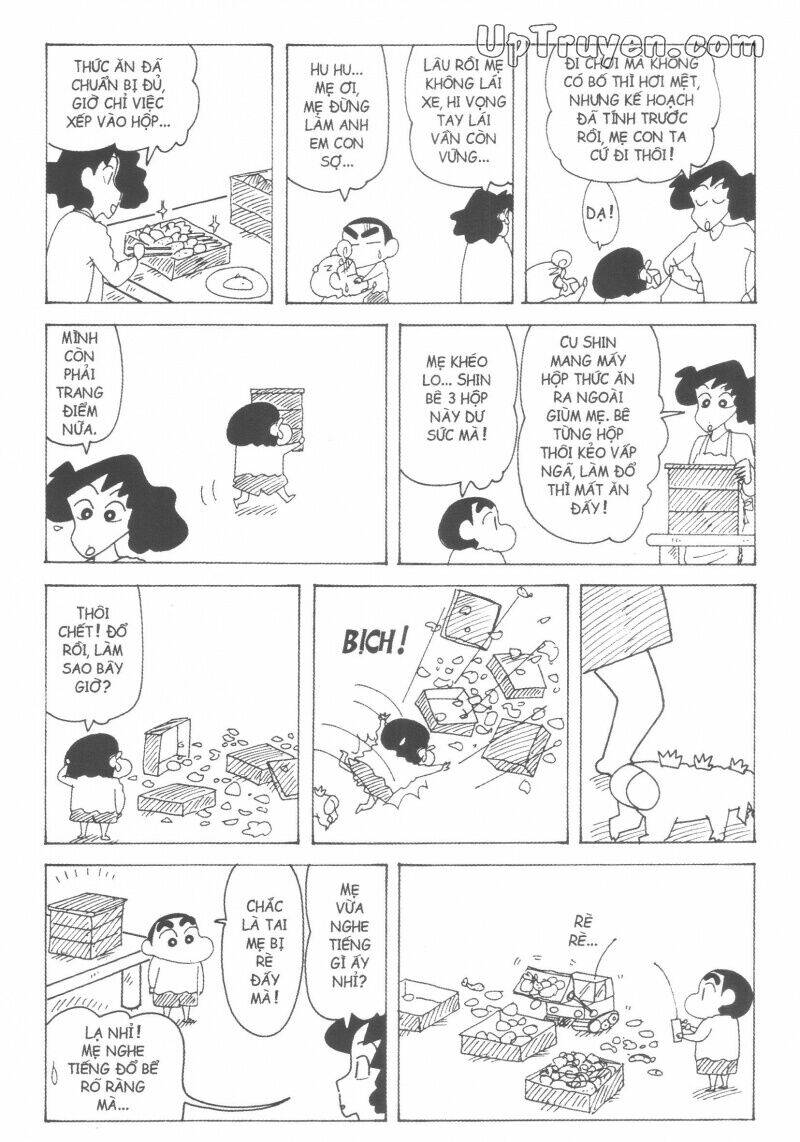 UpTruyen.com
ĐI CHƠI MÀ KHÔNG
CÓ BỐ THÌ HƠI MỆT,
NHƯNG KẾ HOẠCH
ĐÃ TÍNH TRƯỚC
RỒI, MẸ CON TA
CỨ ĐI THÔI!
DẠ!
LÂU RỒI MẸ
KHÔNG LÁI
XE, HI VỌNG
TAY LÁI
VẪN CÒN
VỮNG...
HU HU...
MẸ ƠI,
MẸ ĐỪNG
LÀM ANH
EM CON
SỢ...
THỨC ĂN ĐÃ
CHUẨN BỊ ĐỦ,
GIỜ CHỈ VIỆC
XẾP VÀO HỘP...
CU SHIN
MANG MẤY
HỘP THỨC ĂN
RA NGOÀI
GIÙM MẸ. BÊ
TỪNG HỘP
THÔI KẺO VẤP
NGÃ, LÀM ĐỔ
THÌ MẤT ĂN
ĐẤY!
MẸ KHÉO
LO... SHIN
BÊ 3 HỘP
NÀY DƯ
SỨC MÀ!
MÌNH
CÒN
PHẢI
TRANG
ĐIỂM
NỮA.
BỊCH!
THÔI
CHẾT! ĐỔ
RỒI, LÀM
SAO BÂY
GIỜ?
RÈ
RÈ...
MẸ
VỪA
NGHE
TIẾNG
GÌ ẤY
NHỈ?
CHẮC
LÀ TAI
MẸ BỊ
RÈ
ĐẤY
MÀ!
LẠ NHỈ!
MẸ NGHE
TIẾNG ĐỔ BỂ
RÕ RÀNG
MÀ...